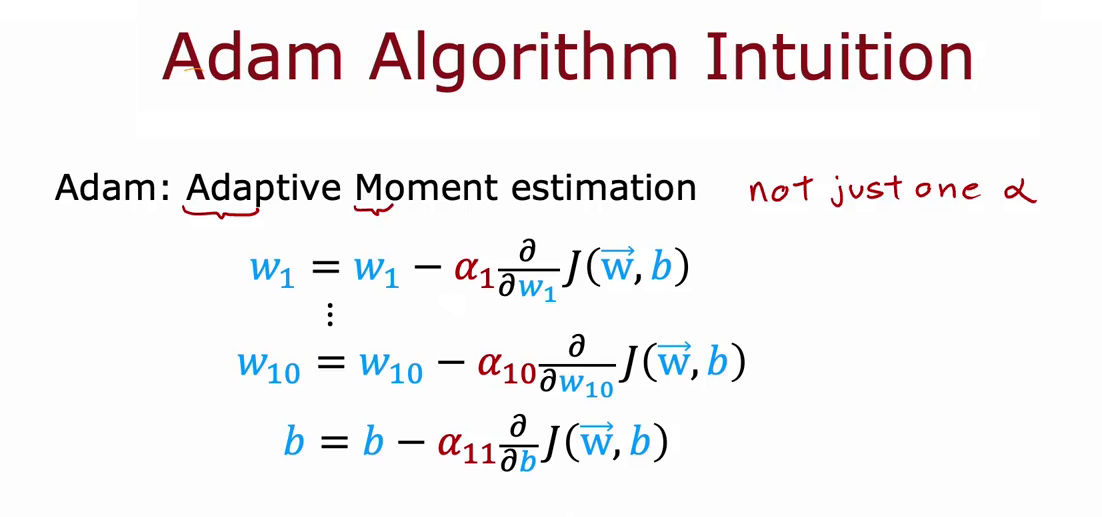 Adam Algorithm Intuition
Adam: Adaptive Moment estimation not just one α
w₁ = w₁ − α₁ ∂/∂w₁ J(w⃗, b)
⋮
w₁₀ = w₁₀ − α₁₀ ∂/∂w₁₀ J(w⃗, b)
b = b − α₁₁ ∂/∂b J(w⃗, b)